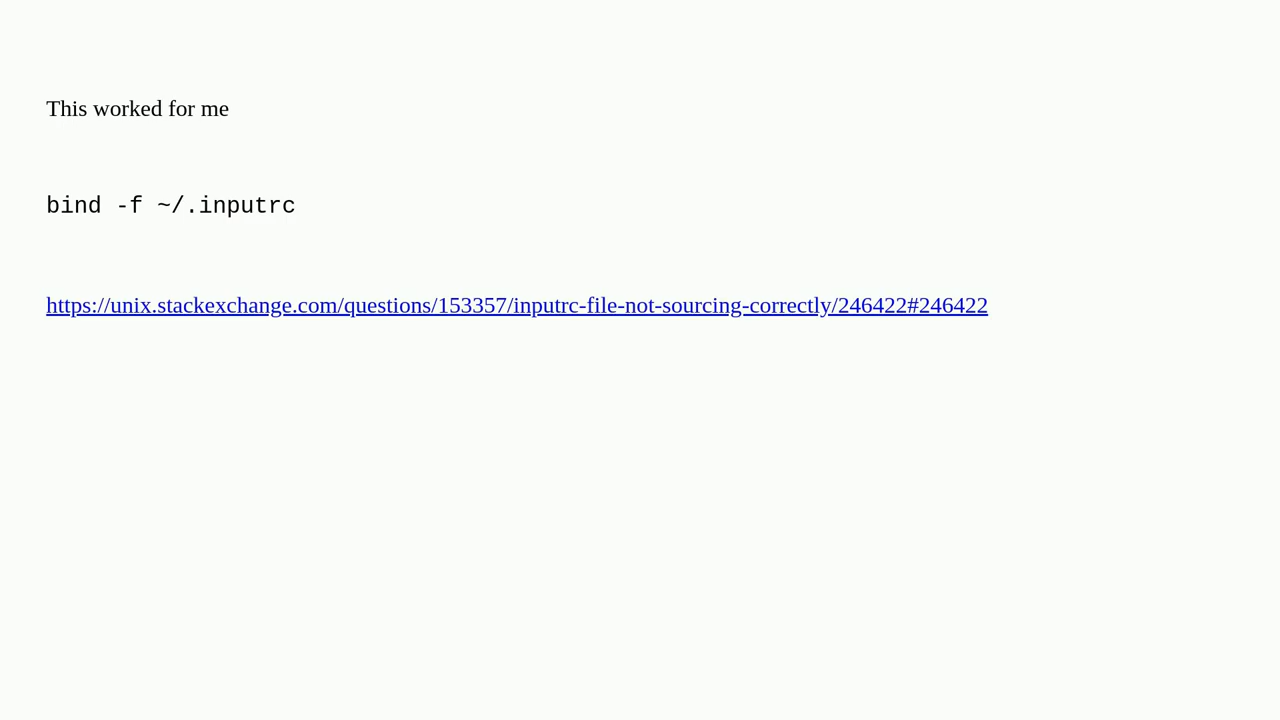 This worked for me
bind -f ~/.inputrc
https://unix.stackexchange.com/questions/153357/inputrc-file-not-sourcing-correctly/246422#246422